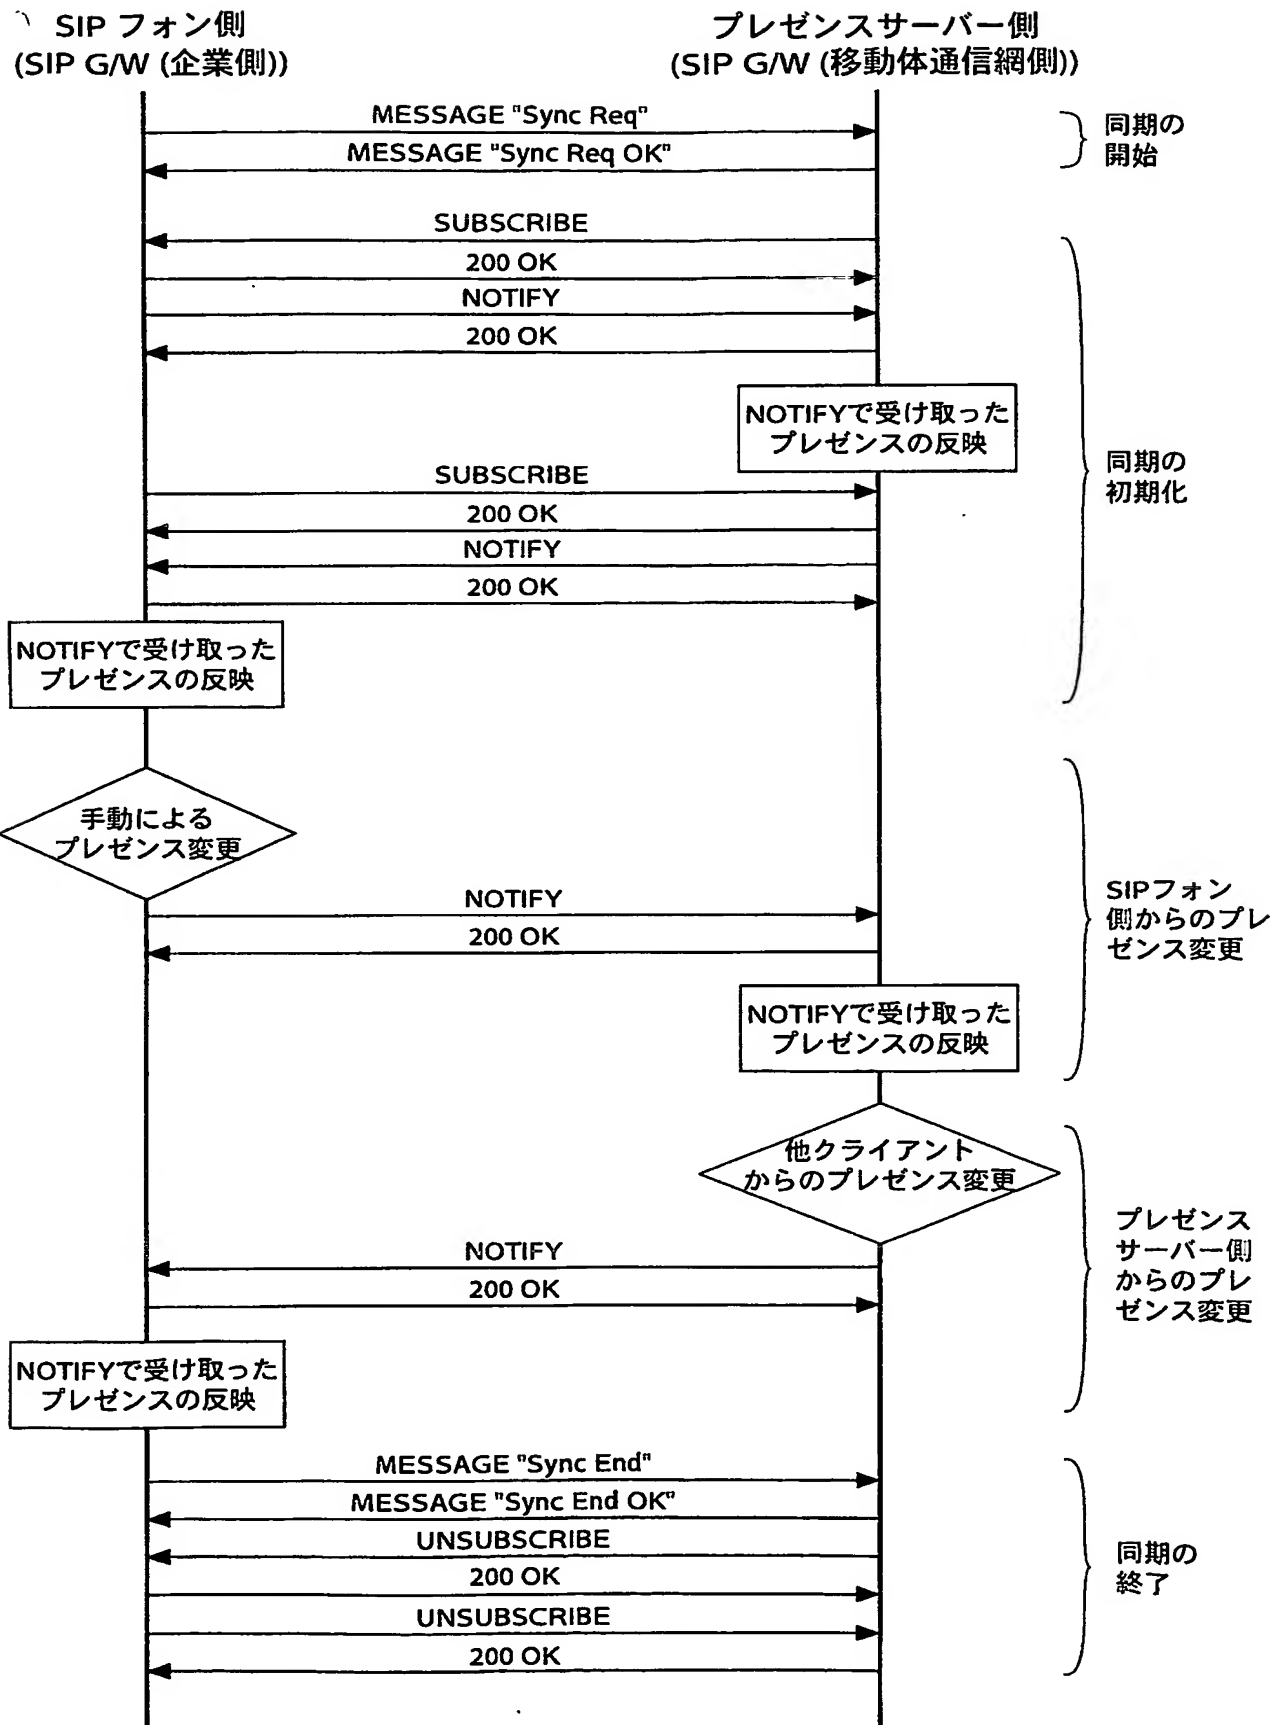 SIP フォン側
(SIP G/W (企業側))
プレゼンスサーバー側
(SIP G/W (移動体通信網側))
MESSAGE "Sync Req"
MESSAGE "Sync Req OK"
同期の
開始
SUBSCRIBE
200 OK
NOTIFY
200 OK
NOTIFYで受け取った
プレゼンスの反映
SUBSCRIBE
200 OK
NOTIFY
200 OK
同期の
初期化
NOTIFYで受け取った
プレゼンスの反映
手動による
プレゼンス変更
NOTIFY
200 OK
NOTIFYで受け取った
プレゼンスの反映
SIPフォン
側からのプレ
ゼンス変更
他クライアント
からのプレゼンス変更
NOTIFY
200 OK
NOTIFYで受け取った
プレゼンスの反映
プレゼンス
サーバー側
からのプレ
ゼンス変更
MESSAGE "Sync End"
MESSAGE "Sync End OK"
UNSUBSCRIBE
200 OK
UNSUBSCRIBE
200 OK
同期の
終了